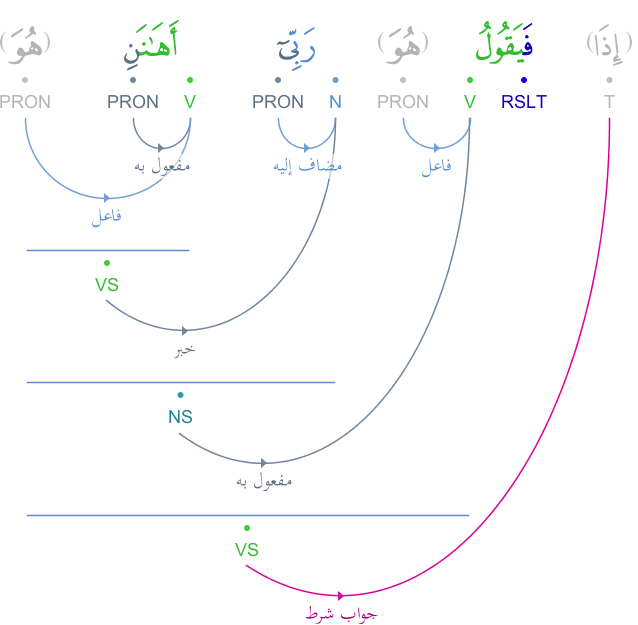 (إِذَا) فَيَقُولُ (هُوَ) رَبِّىٓ أَهَٰنَنِ (هُوَ)
T RSLT V PRON N PRON V PRON PRON
فاعل مضاف إليه مفعول به
فاعل
VS
خبر
NS
مفعول به
VS
جواب شرط